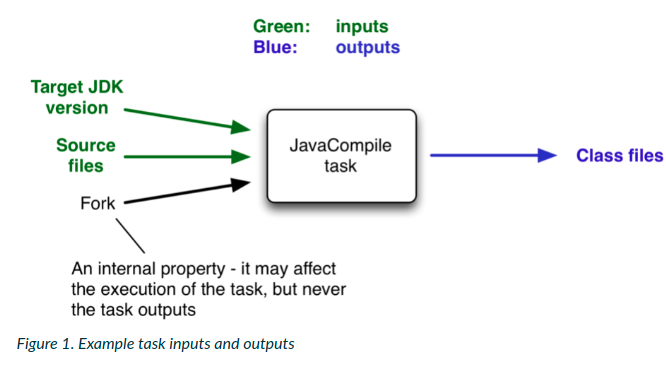 Green: inputs
Blue: outputs
Target JDK
version
Source
files
Fork
JavaCompile
task
Class files
An internal property - it may affect
the execution of the task, but never
the task outputs
Figure 1. Example task inputs and outputs